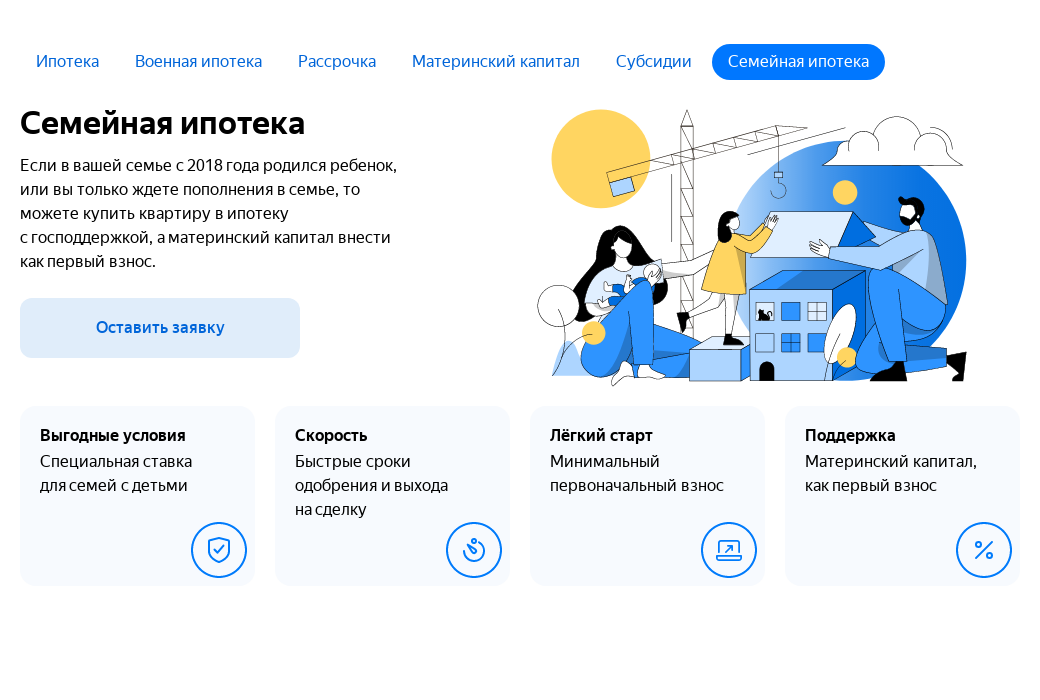 Ипотека Военная ипотека Рассрочка Материнский капитал Субсидии Семейная ипотека
Семейная ипотека
Если в вашей семье с 2018 года родился ребенок,
или вы только ждете пополнения в семье, то
можете купить квартиру в ипотеку
с господдержкой, а материнский капитал внести
как первый взнос.
Оставить заявку
Выгодные условия
Специальная ставка
для семей с детьми
Скорость
Быстрые сроки
одобрения и выхода
на сделку
Лёгкий старт
Минимальный
первоначальный взнос
Поддержка
Материнский капитал,
как первый взнос